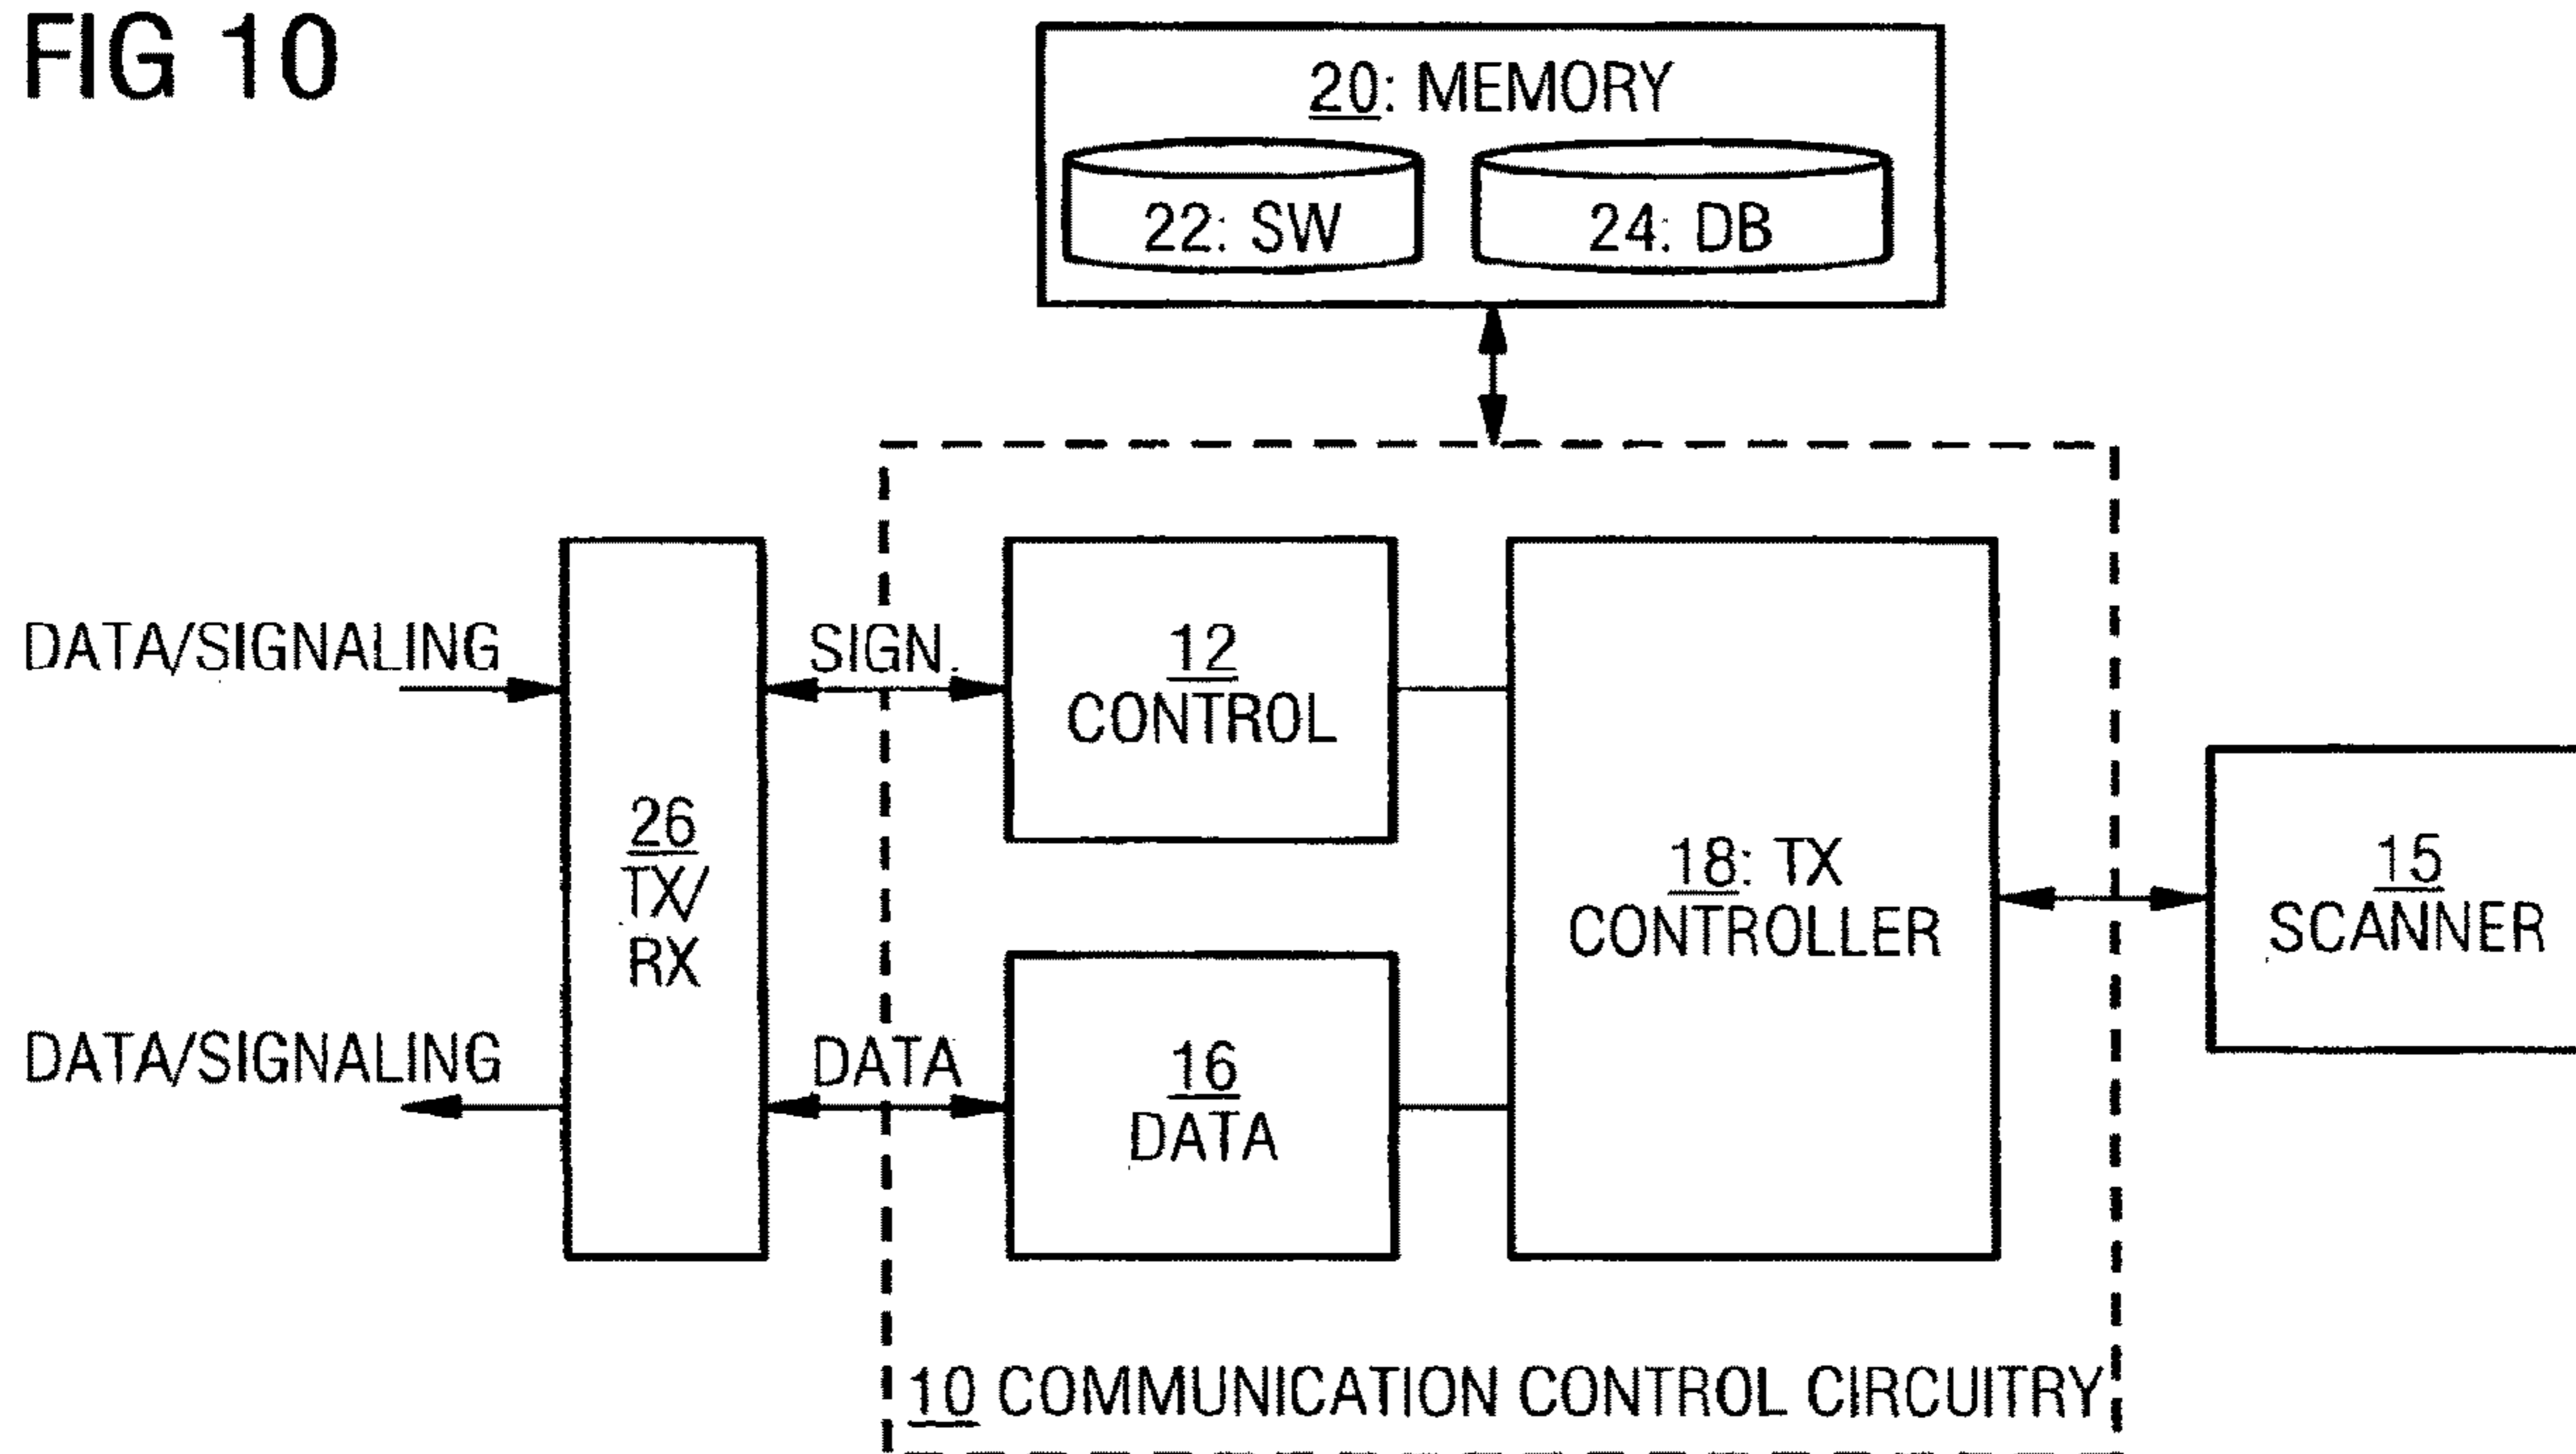 FIG 10
20: MEMORY
22: SW
24: DB
DATA/SIGNALING
SIGN.
12
CONTROL
26
TX/
RX
18: TX
CONTROLLER
15
SCANNER
DATA/SIGNALING
DATA
16
DATA
10 COMMUNICATION CONTROL CIRCUITRY